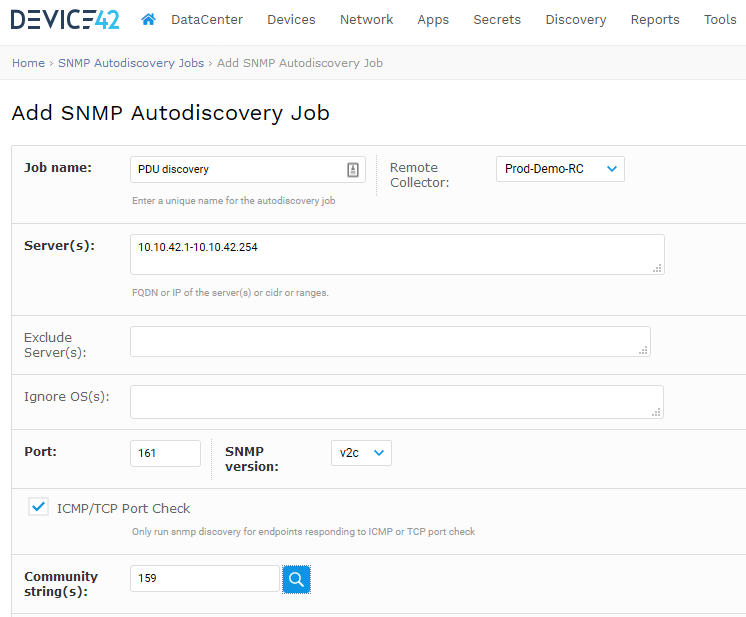 DEVICE42 DataCenter Devices Network Apps Secrets Discovery Reports Tools
Home › SNMP Autodiscovery Jobs › Add SNMP Autodiscovery Job
Add SNMP Autodiscovery Job
Job name: PDU discovery Remote Collector: Prod-Demo-RC
Enter a unique name for the autodiscovery job
Server(s): 10.10.42.1-10.10.42.254
FQDN or IP of the server(s) or cidr or ranges.
Exclude
Server(s):
Ignore OS(s):
Port: 161 SNMP version: v2c
ICMP/TCP Port Check
Only run snmp discovery for endpoints responding to ICMP or TCP port check
Community string(s): 159